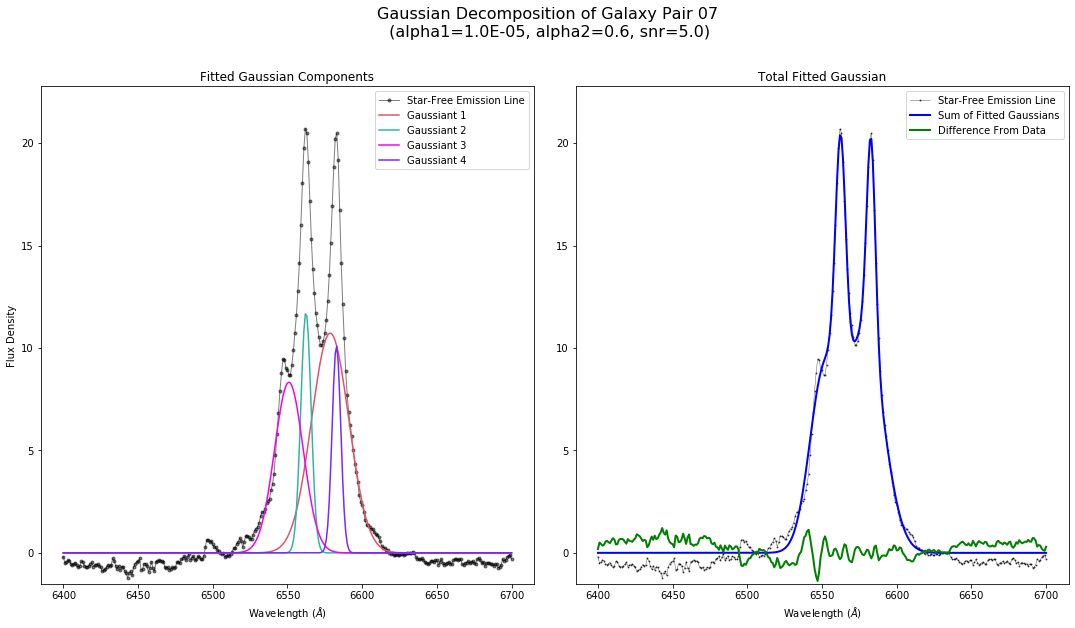 Gaussian Decomposition of Galaxy Pair 07
(alpha1=1.0E-05, alpha2=0.6, snr=5.0)
Fitted Gaussian Components
Star-Free Emission Line
Gaussiant 1
Gaussiant 2
Gaussiant 3
Gaussiant 4
20
15
10
5
0
Flux Density
6400
6450
6500
6550
6600
6650
6700
Wavelength (Å)
Total Fitted Gaussian
Star-Free Emission Line
Sum of Fitted Gaussians
Difference From Data
20
15
10
5
0
6400
6450
6500
6550
6600
6650
6700
Wavelength (Å)